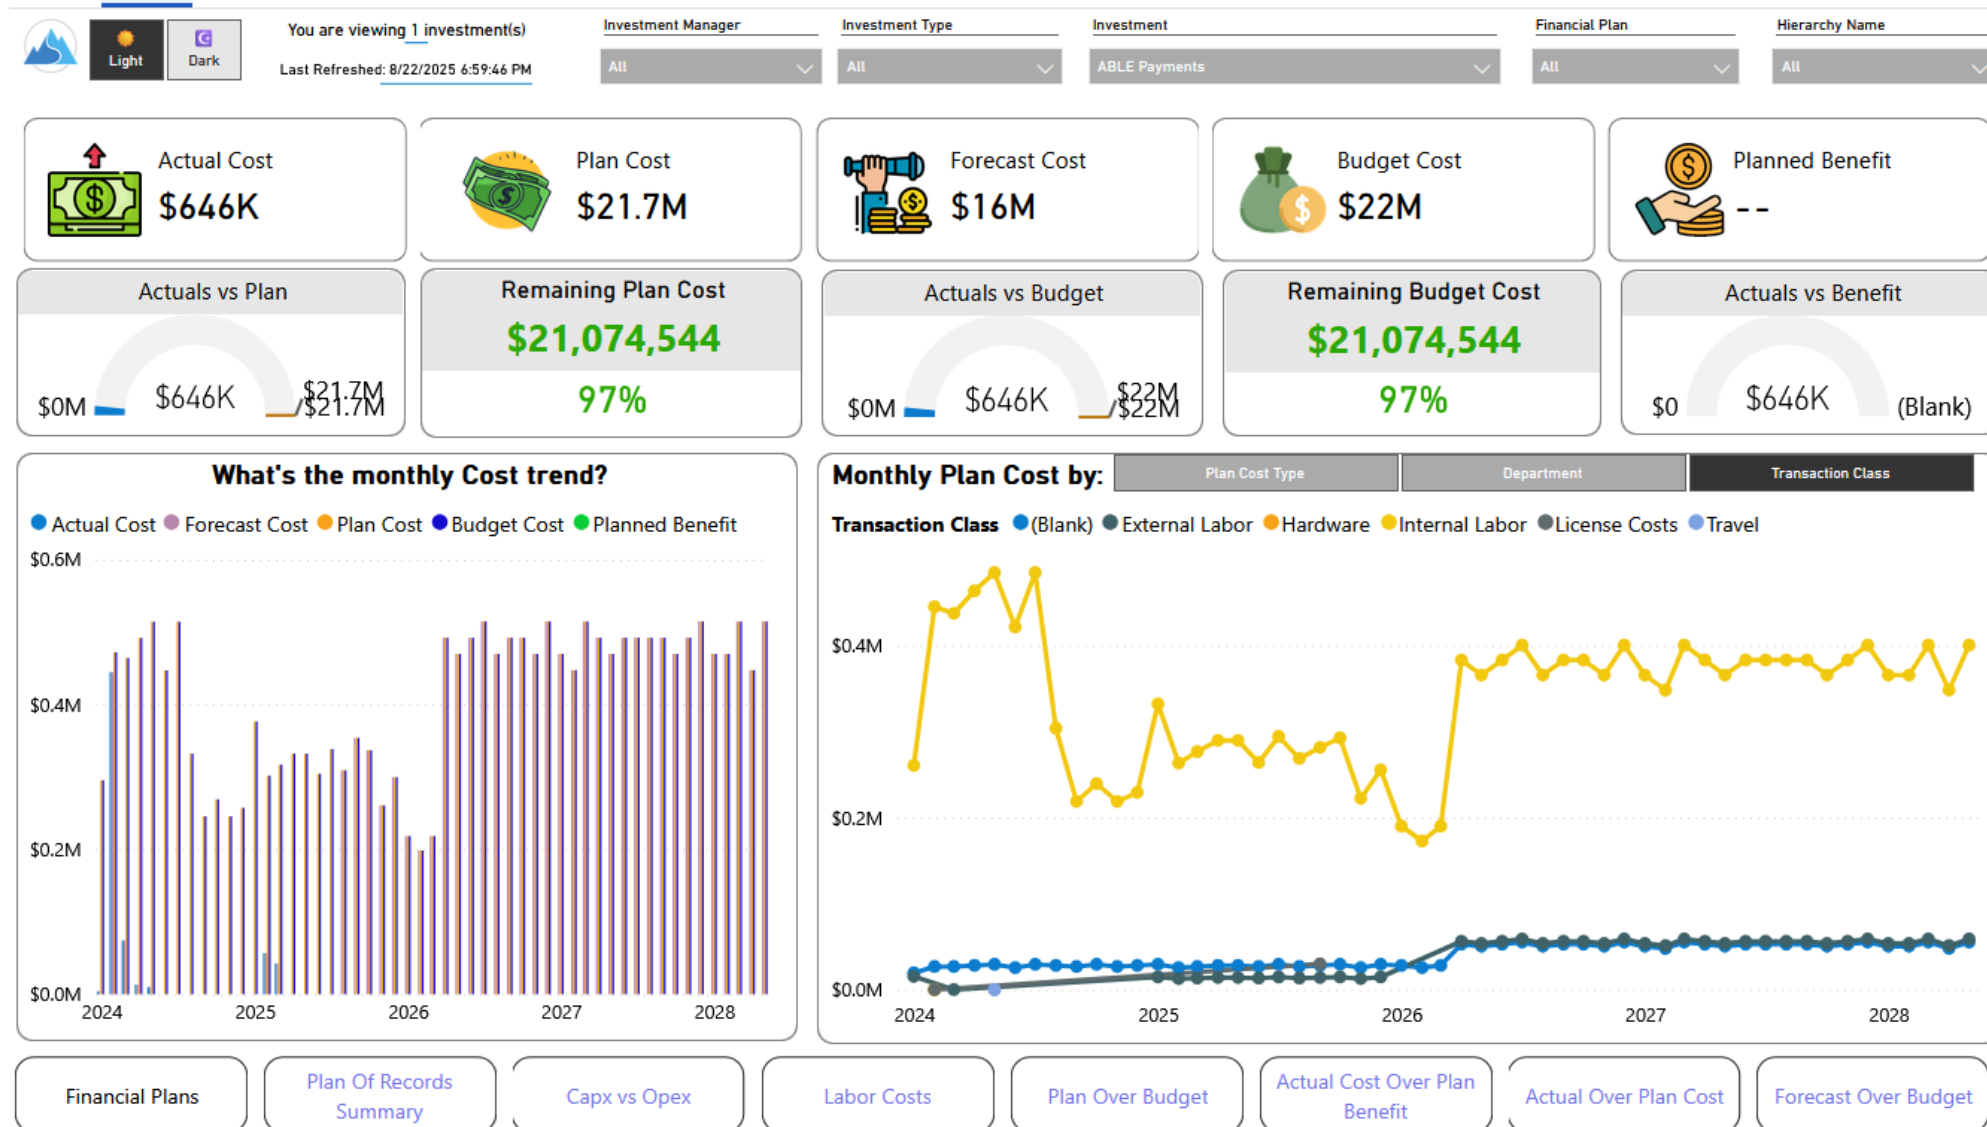 Light
Dark
You are viewing 1 investment(s)
Last Refreshed: 8/22/2025 6:59:46 PM
Investment Manager
All
Investment Type
All
Investment
ABLE Payments
Financial Plan
All
Hierarchy Name
All
Actual Cost
$646K
Plan Cost
$21.7M
Forecast Cost
$16M
Budget Cost
$22M
Planned Benefit
--
Actuals vs Plan
$0M
$646K
$21.7M
$21.7M
Remaining Plan Cost
$21,074,544
97%
Actuals vs Budget
$0M
$646K
$22M
$22M
Remaining Budget Cost
$21,074,544
97%
Actuals vs Benefit
$0
$646K
(Blank)
What's the monthly Cost trend?
Actual Cost Forecast Cost Plan Cost Budget Cost Planned Benefit
$0.6M
$0.4M
$0.2M
$0.0M
2024 2025 2026 2027 2028
Monthly Plan Cost by:
Plan Cost Type
Department
Transaction Class
Transaction Class (Blank) External Labor Hardware Internal Labor License Costs Travel
$0.4M
$0.2M
$0.0M
2024 2025 2026 2027 2028
Financial Plans
Plan Of Records
Summary
Capx vs Opex
Labor Costs
Plan Over Budget
Actual Cost Over Plan
Benefit
Actual Over Plan Cost
Forecast Over Budget